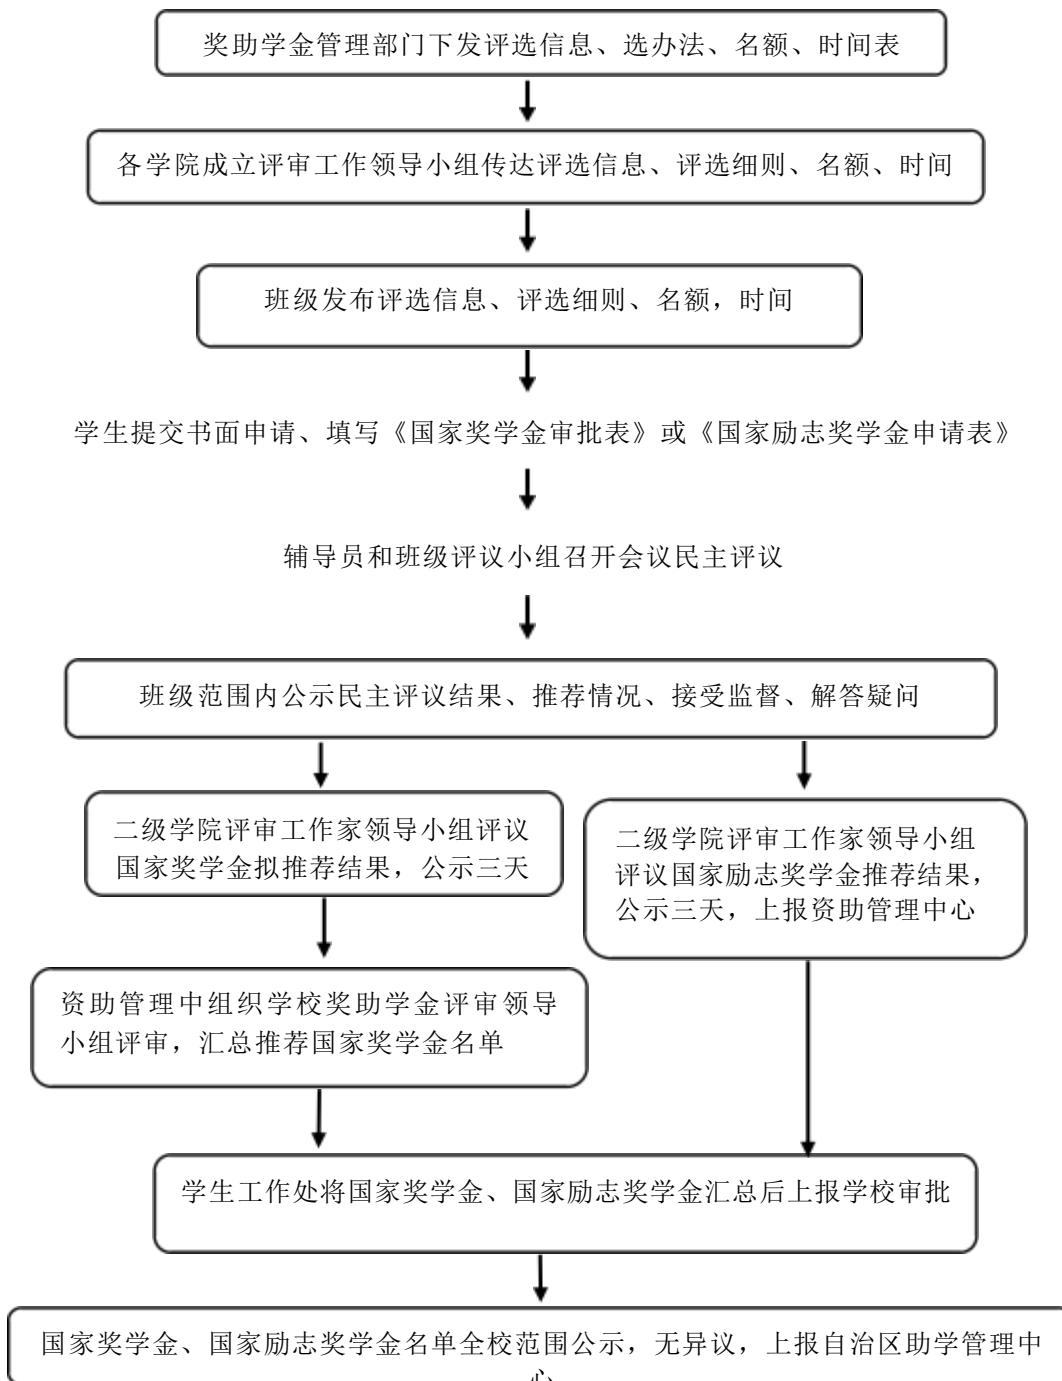 奖助学金管理部门下发评选信息、选办法、名额、时间表
各学院成立评审工作领导小组传达评选信息、评选细则、名额、时间
班级发布评选信息、评选细则、名额，时间
学生提交书面申请、填写《国家奖学金审批表》或《国家励志奖学金申请表》
辅导员和班级评议小组召开会议民主评议
班级范围内公示民主评议结果、推荐情况、接受监督、解答疑问
二级学院评审工作家领导小组评议
国家奖学金拟推荐结果，公示三天
二级学院评审工作家领导小组
评议国家励志奖学金推荐结果，
公示三天，上报资助管理中心
资助管理中组织学校奖助学金评审领导
小组评审，汇总推荐国家奖学金名单
学生工作处将国家奖学金、国家励志奖学金汇总后上报学校审批
国家奖学金、国家励志奖学金名单全校范围公示，无异议，上报自治区助学管理中
心